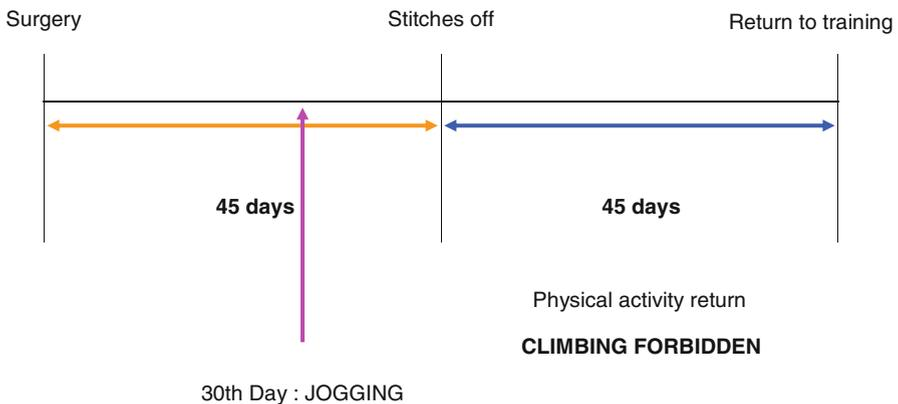 Surgery
Stitches off
Return to training
45 days
45 days
Physical activity return
CLIMBING FORBIDDEN
30th Day : JOGGING